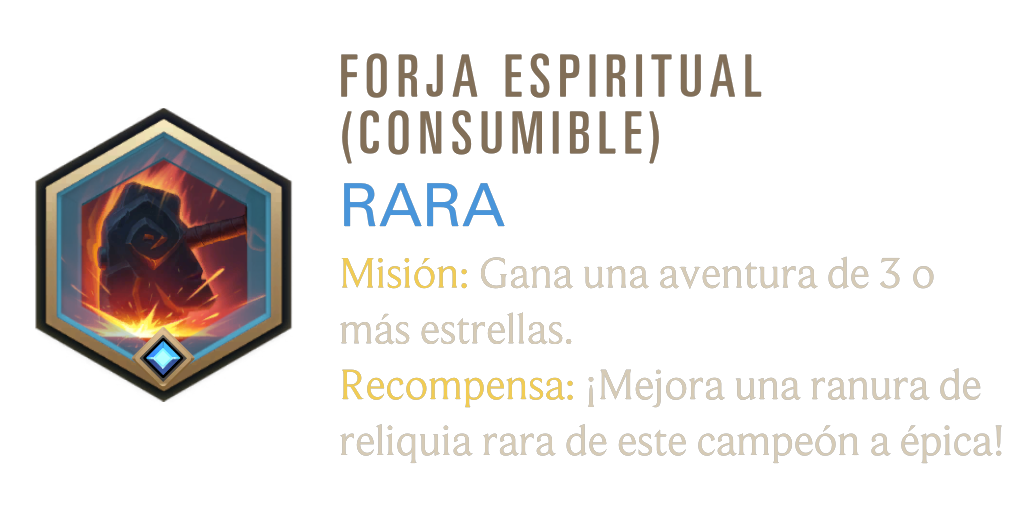 FORJA ESPIRITUAL
(CONSUMIBLE)
RARA
Misión: Gana una aventura de 3 o
más estrellas.
Recompensa: ¡Mejora una ranura de
reliquia rara de este campeón a épica!